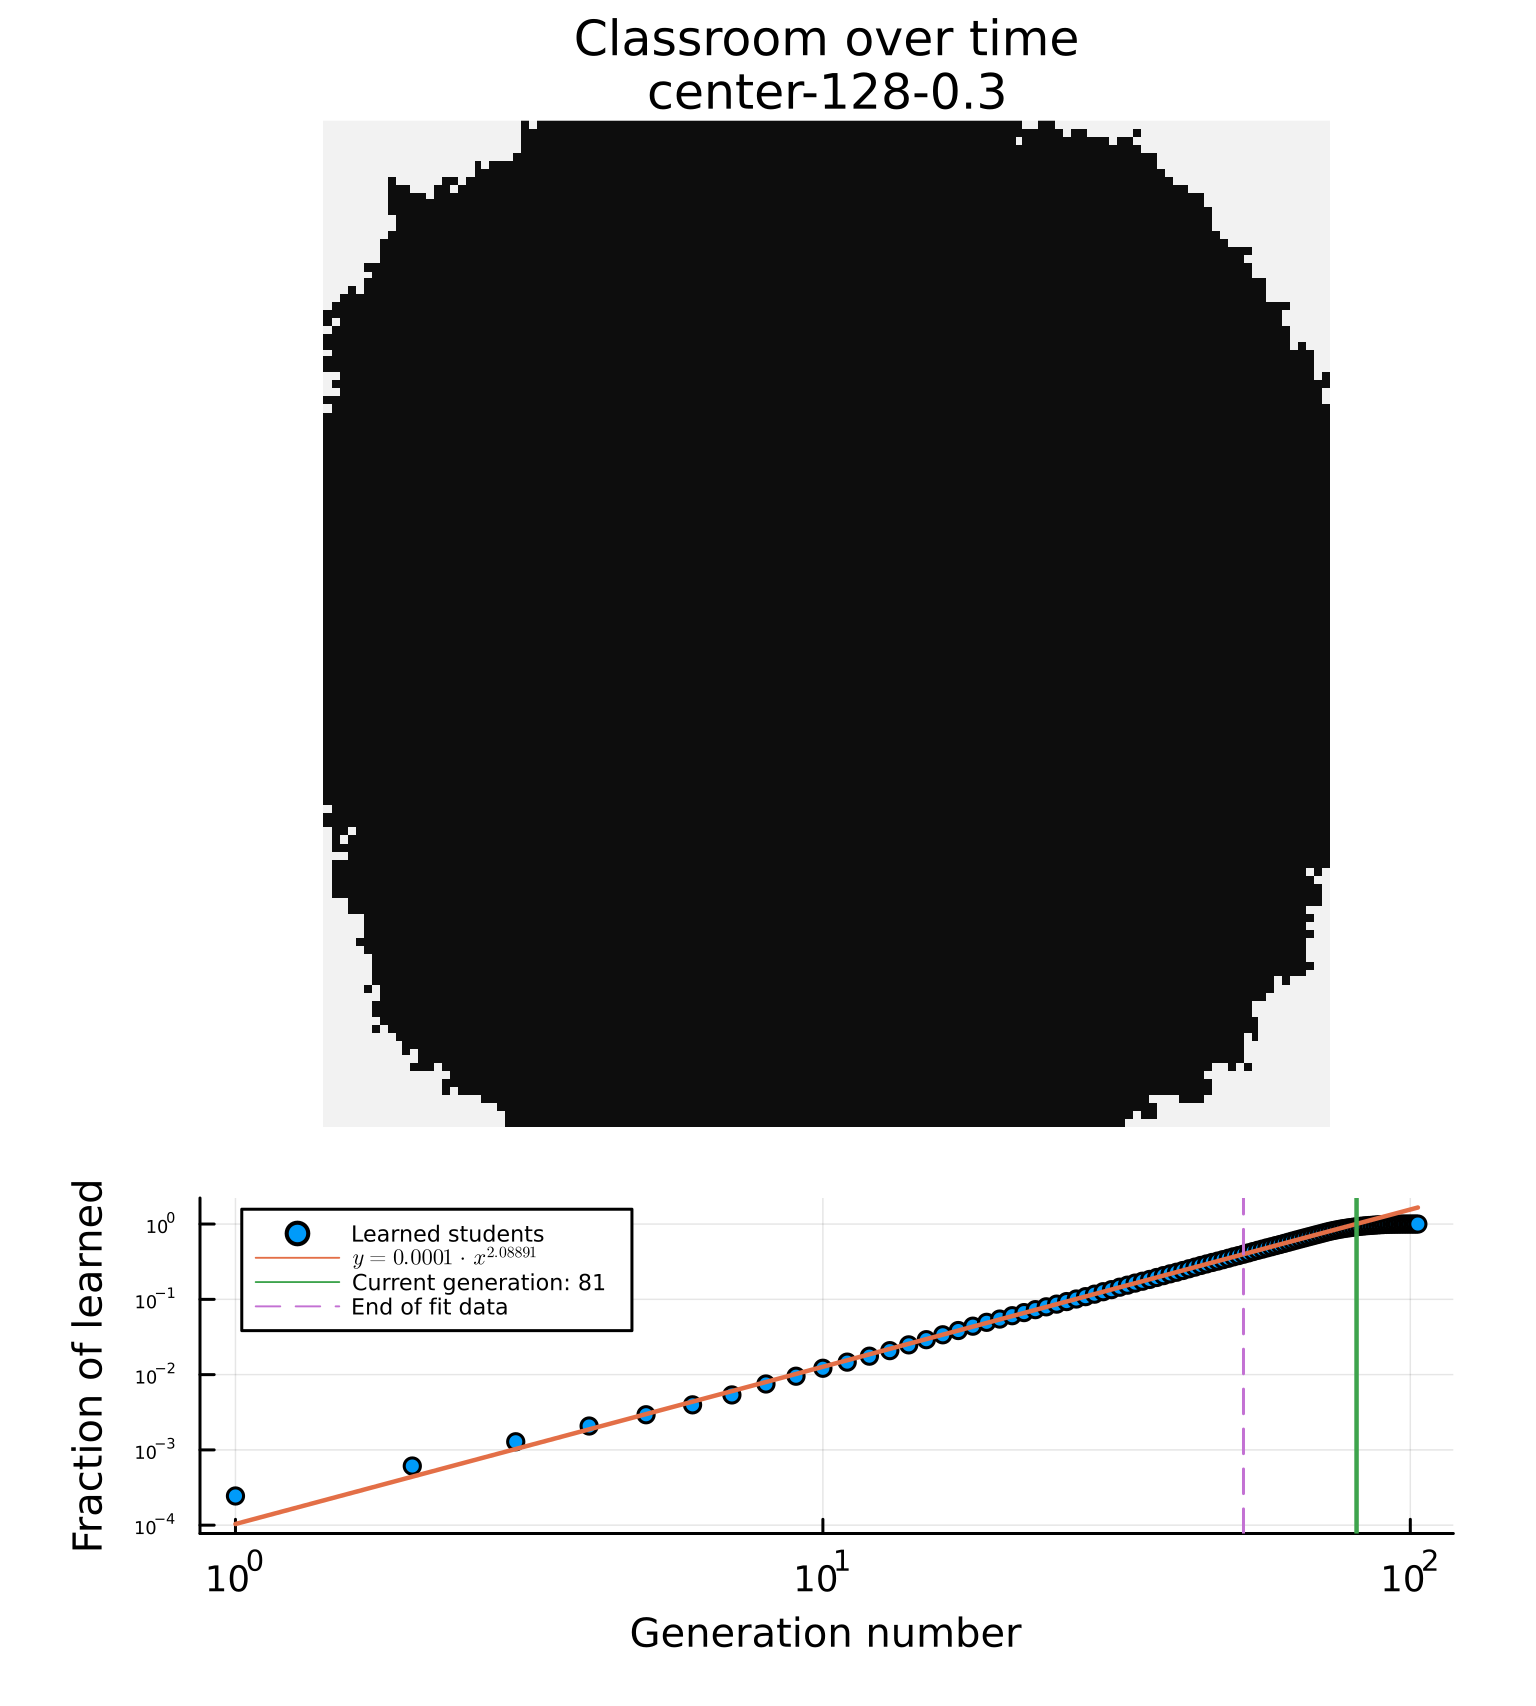 Classroom over time
center-128-0.3
Fraction of learned
10⁰
10⁻¹
10⁻²
10⁻³
10⁻⁴
Learned students
y = 0.0001 · x^2.08891
Current generation: 81
End of fit data
10⁰ 10¹ 10²
Generation number